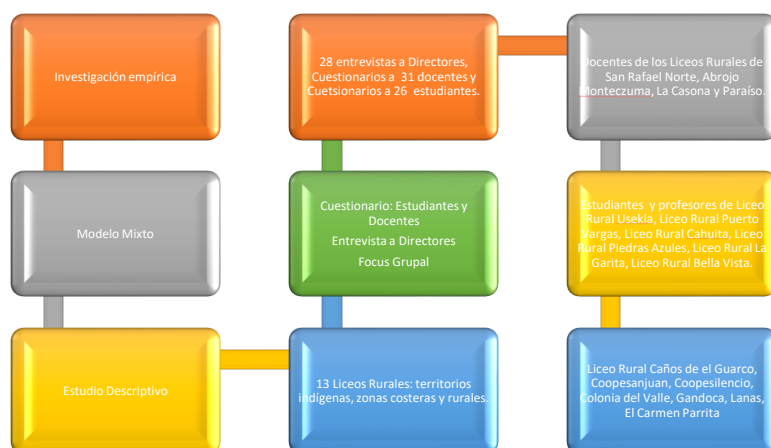 Investigación empírica
Modelo Mixto
Estudio Descriptivo
13 Liceos Rurales: territorios
indígenas, zonas costeras y rurales.
Cuestionario: Estudiantes y
Docentes
Entrevista a Directores
Focus Grupal
28 entrevistas a Directores,
Cuestionarios a 31 docentes y
Cuetsionarios a 26 estudiantes.
Docentes de los Liceos Rurales de
San Rafael Norte, Abrojo
Monteczuma, La Casona y Paraíso.
Estudiantes y profesores de Liceo
Rural Usekla, Liceo Rural Puerto
Vargas, Liceo Rural Cahuita, Liceo
Rural Piedras Azules, Liceo Rural La
Garita, Liceo Rural Bella Vista.
Liceo Rural Caños de el Guarco,
Coopesanjuan, Coopesilencio,
Colonia del Valle, Gandoca, Lanas,
El Carmen Parrita